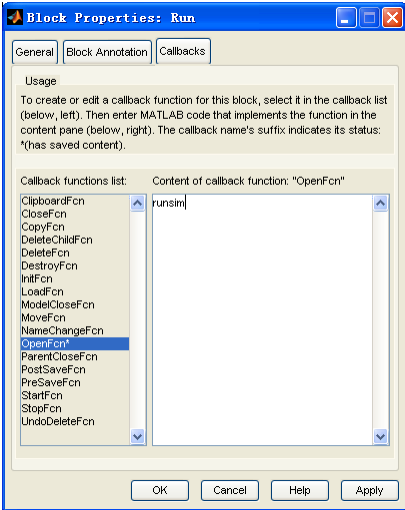 Block Properties: Run
General
Block Annotation
Callbacks
Usage
To create or edit a callback function for this block, select it in the callback list
(below, left). Then enter MATLAB code that implements the function in the
content pane (below, right). The callback name's suffix indicates its status:
*(has saved content).
Callback functions list:
Content of callback function: "OpenFcn"
ClipboardFcn
CloseFcn
CopyFcn
DeleteChildFcn
DeleteFcn
DestroyFcn
InitFcn
LoadFcn
ModelCloseFcn
MoveFcn
NameChangeFcn
OpenFcn*
ParentCloseFcn
PostSaveFcn
PreSaveFcn
StartFcn
StopFcn
UndoDeleteFcn
runsim
OK
Cancel
Help
Apply